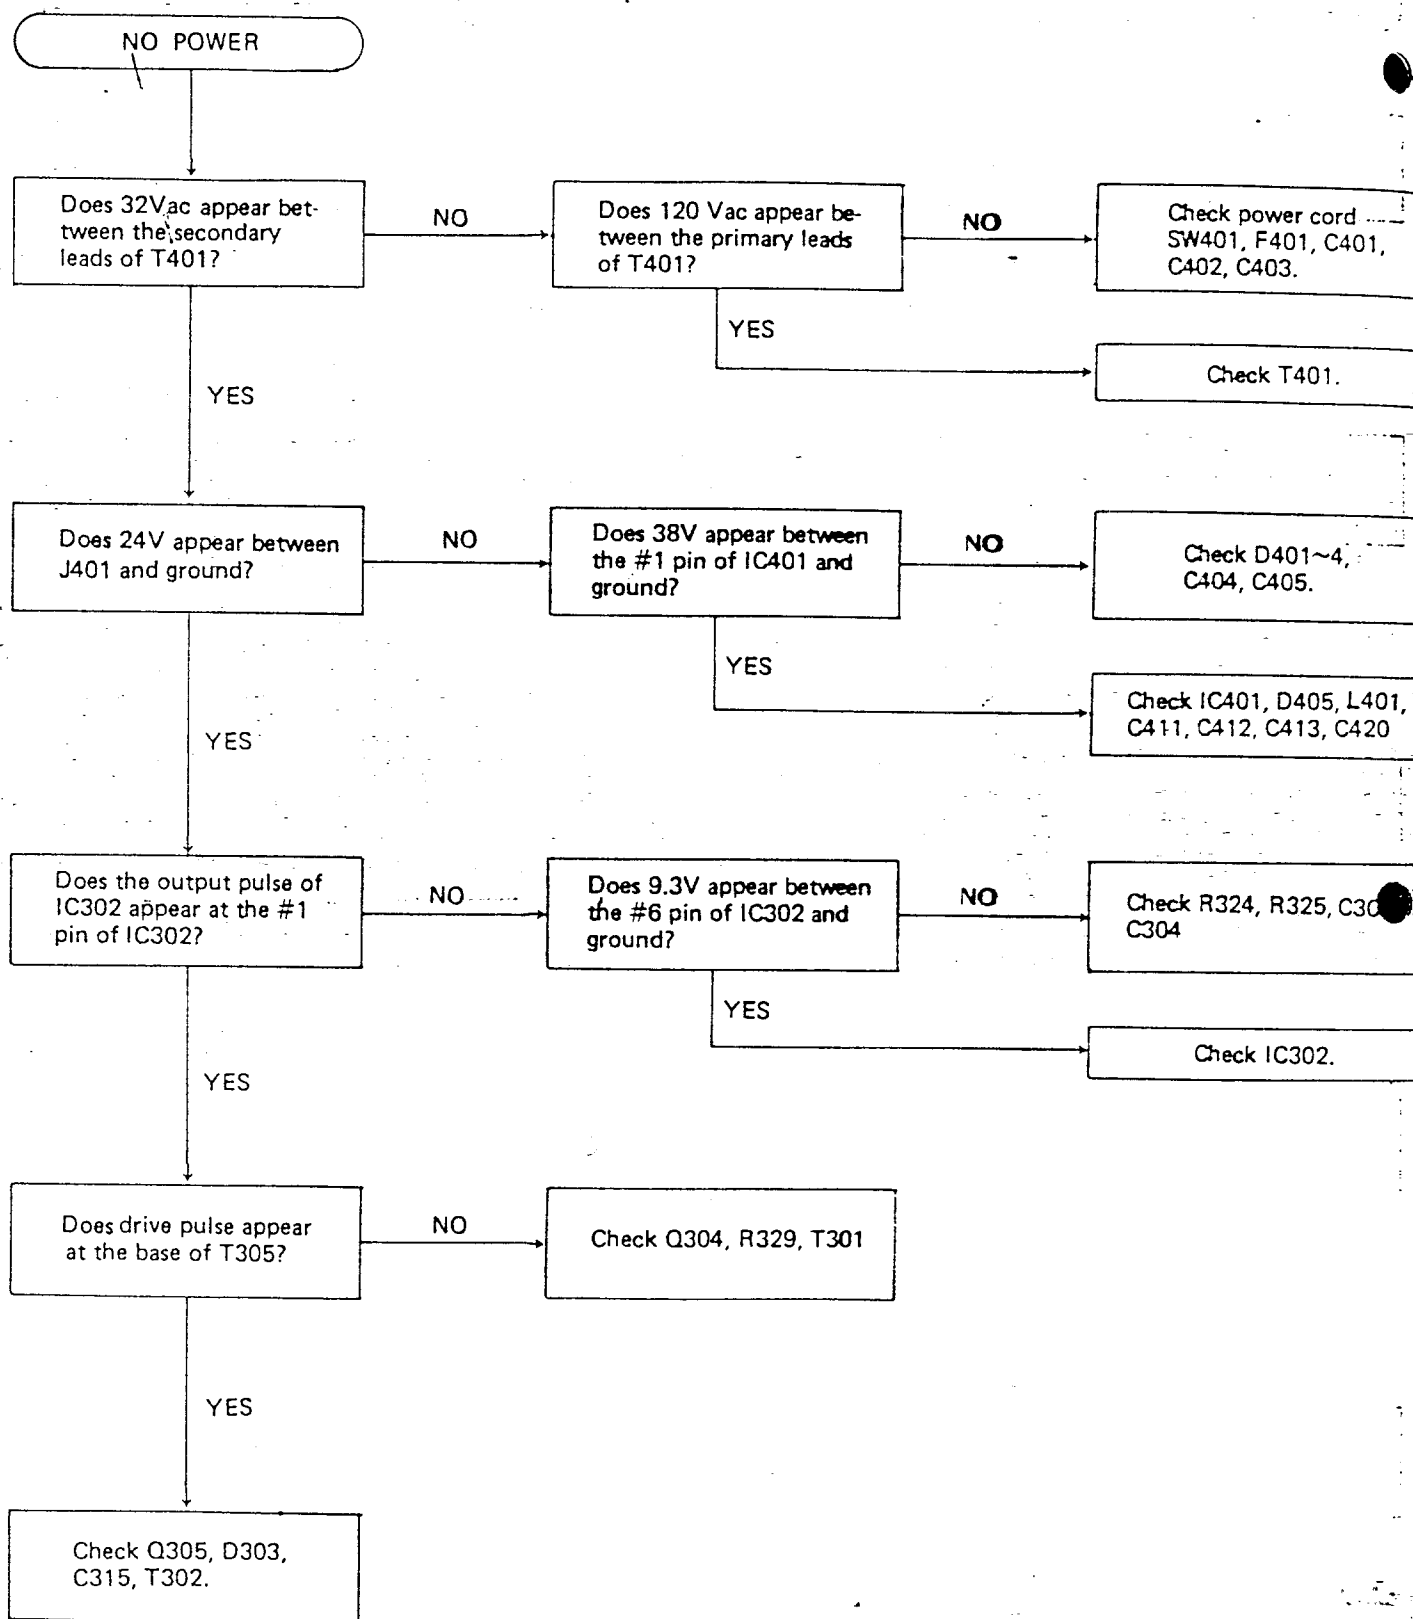 NO POWER
Does 32Vac appear bet-
tween the secondary
leads of T401?
NO
Does 120 Vac appear be-
tween the primary leads
of T401?
NO
Check power cord
SW401, F401, C401,
C402, C403.
YES
Check T401.
YES
Does 24V appear between
J401 and ground?
NO
Does 38V appear between
the #1 pin of IC401 and
ground?
NO
Check D401~4,
C404, C405.
YES
Check IC401, D405, L401,
C411, C412, C413, C420
YES
Does the output pulse of
IC302 appear at the #1
pin of IC302?
NO
Does 9.3V appear between
the #6 pin of IC302 and
ground?
NO
Check R324, R325,
C304
YES
Check IC302.
YES
Does drive pulse appear
at the base of T305?
NO
Check Q304, R329, T301
YES
Check Q305, D303,
C315, T302.